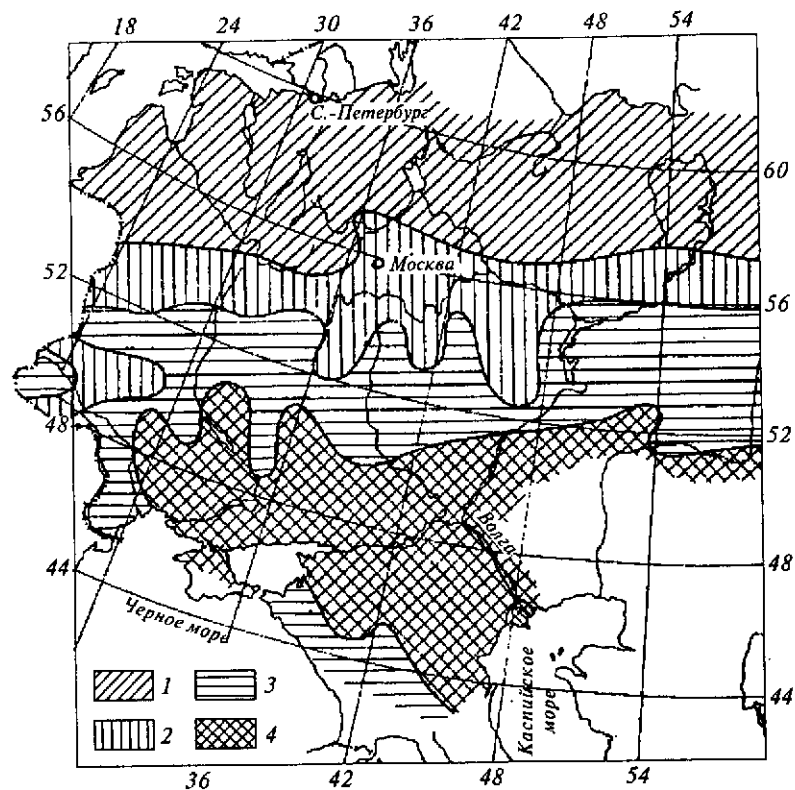 18 24 30 36 42 48 54
56
С.-Петербург
60
Москва
52
56
48
52
Волга
44
48
Черное море
Каспийское
море
1 3
44
2 4
36 42 48 54